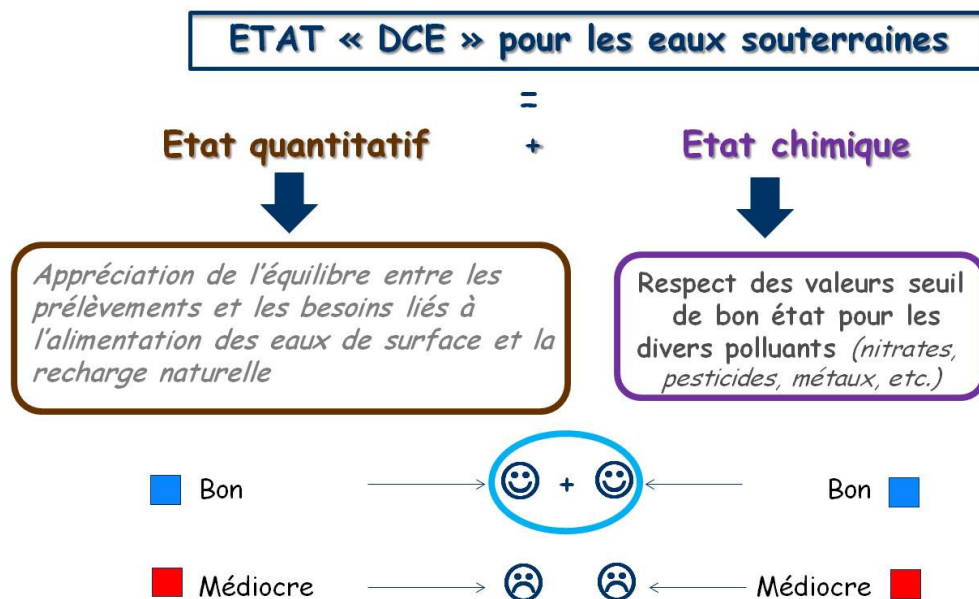 ETAT « DCE » pour les eaux souterraines
=
Etat quantitatif + Etat chimique
Appréciation de l'équilibre entre les
prélèvements et les besoins liés à
l'alimentation des eaux de surface et la
recharge naturelle
Respect des valeurs seuil
de bon état pour les
divers polluants (nitrates,
pesticides, métaux, etc.)
Bon + Bon
Médiocre Médiocre